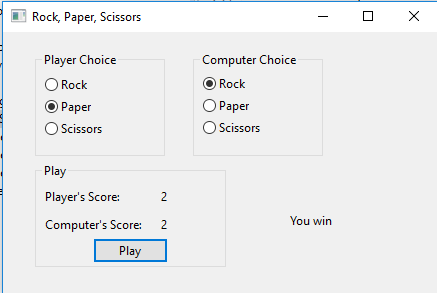 Rock, Paper, Scissors
Player Choice
Rock
Paper
Scissors
Computer Choice
Rock
Paper
Scissors
Play
Player's Score: 2
Computer's Score: 2
Play
You win